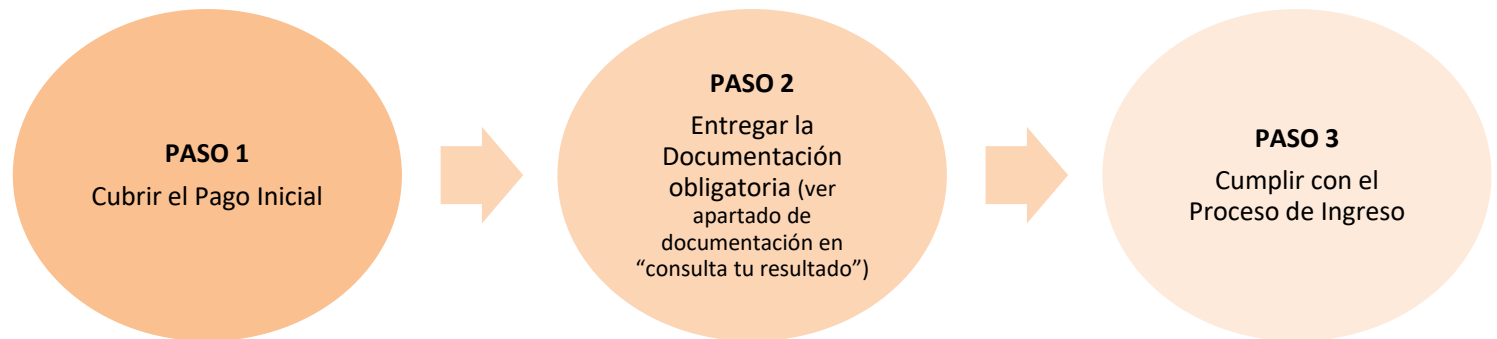 PASO 1
Cubrir el Pago Inicial
PASO 2
Entregar la
Documentación
obligatoria (ver
apartado de
documentación en
“consulta tu resultado”)
PASO 3
Cumplir con el
Proceso de Ingreso